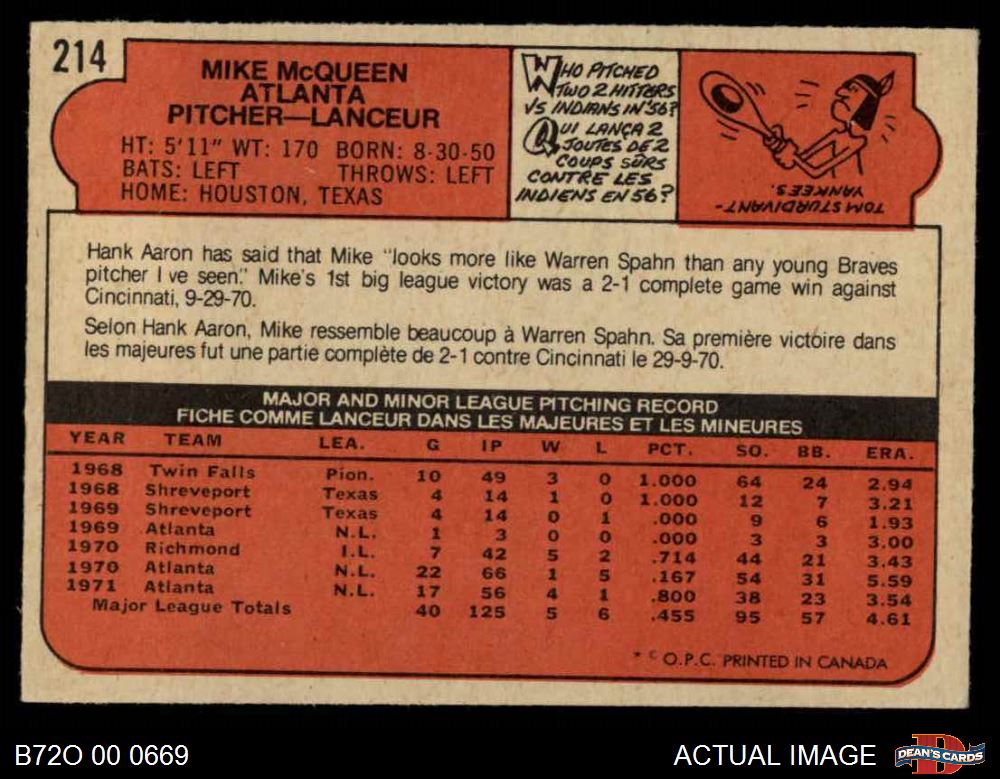 214
MIKE McQUEEN
ATLANTA
PITCHER—LANCEUR
HT: 5'11" WT: 170 BORN: 8-30-50
BATS: LEFT THROWS: LEFT
HOME: HOUSTON, TEXAS
WHO PITCHED
TWO 2 HITTERS
VS INDIANS IN '56?
QUI LANÇA 2
JOUTES DE 2
COUPS SÛRS
CONTRE LES
INDIENS EN 56?
TOM STURDIVANT-
YANKEES.
Hank Aaron has said that Mike "looks more like Warren Spahn than any young Braves
pitcher I ve seen." Mike's 1st big league victory was a 2-1 complete game win against
Cincinnati, 9-29-70.
Selon Hank Aaron, Mike ressemble beaucoup à Warren Spahn. Sa première victoire dans
les majeures fut une partie complète de 2-1 contre Cincinnati le 29-9-70.
MAJOR AND MINOR LEAGUE PITCHING RECORD
FICHE COMME LANCEUR DANS LES MAJEURES ET LES MINEURES
YEAR TEAM LEA. G IP W L PCT. SO. BB. ERA.
1968 Twin Falls Pion. 10 49 3 0 1.000 64 24 2.94
1968 Shreveport Texas 4 14 1 0 1.000 12 7 3.21
1969 Shreveport Texas 4 14 0 1 .000 9 6 1.93
1969 Atlanta N.L. 1 3 0 0 .000 3 3 3.00
1970 Richmond I.L. 7 42 5 2 .714 44 21 3.43
1970 Atlanta N.L. 22 66 1 5 .167 54 31 5.59
1971 Atlanta N.L. 17 56 4 1 .800 38 23 3.54
Major League Totals 40 125 5 6 .455 95 57 4.61
* © O.P.C. PRINTED IN CANADA
B72O 00 0669
ACTUAL IMAGE
DEAN'S CARDS